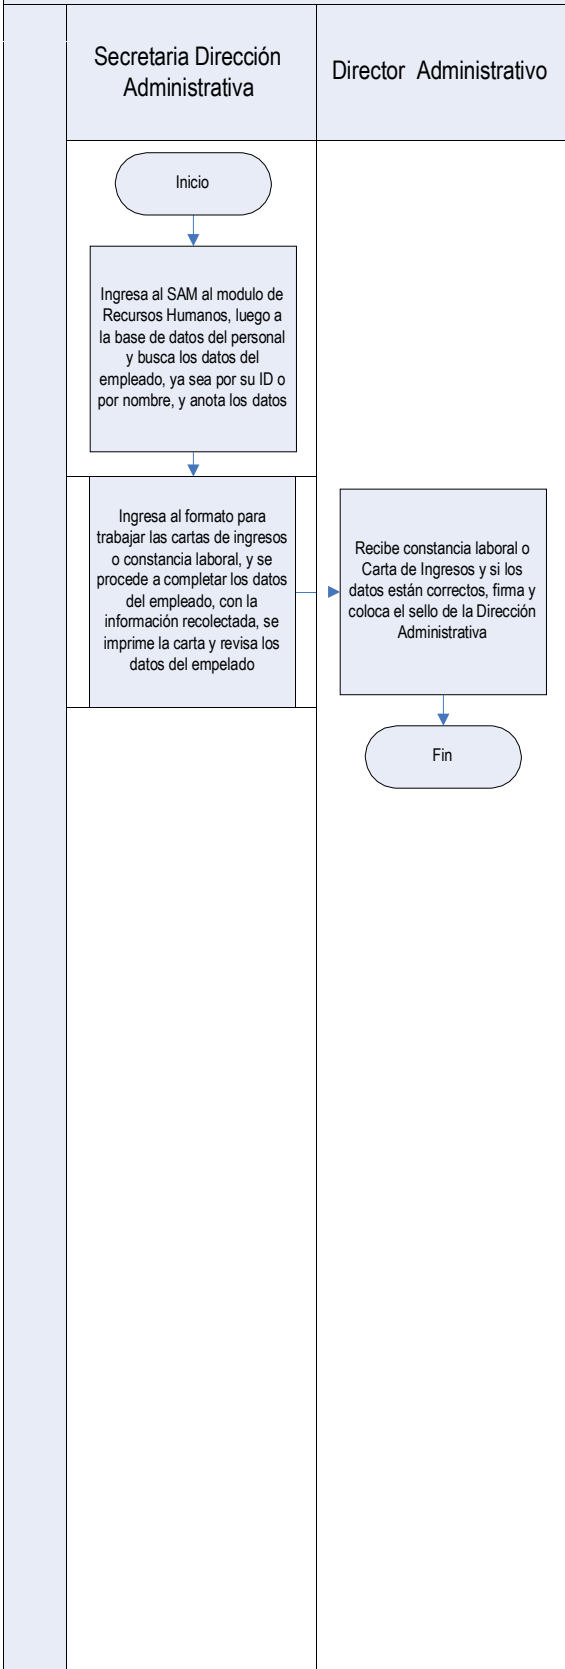 Secretaria Dirección
Administrativa
Director Administrativo
Inicio
Ingresa al SAM al modulo de
Recursos Humanos, luego a
la base de datos del personal
y busca los datos del
empleado, ya sea por su ID o
por nombre, y anota los datos
Ingresa al formato para
trabajar las cartas de ingresos
o constancia laboral, y se
procede a completar los datos
del empleado, con la
información recolectada, se
imprime la carta y revisa los
datos del empelado
Recibe constancia laboral o
Carta de Ingresos y si los
datos están correctos, firma y
coloca el sello de la Dirección
Administrativa
Fin